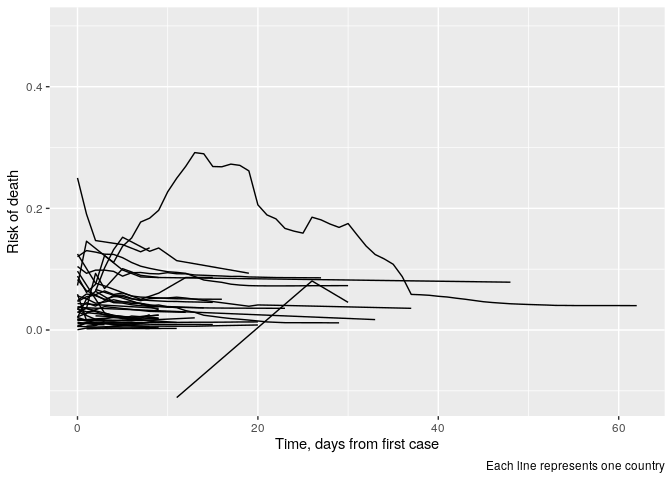 Risk of death
0.4
0.2
0.0
0
20
40
60
Time, days from first case
Each line represents one country